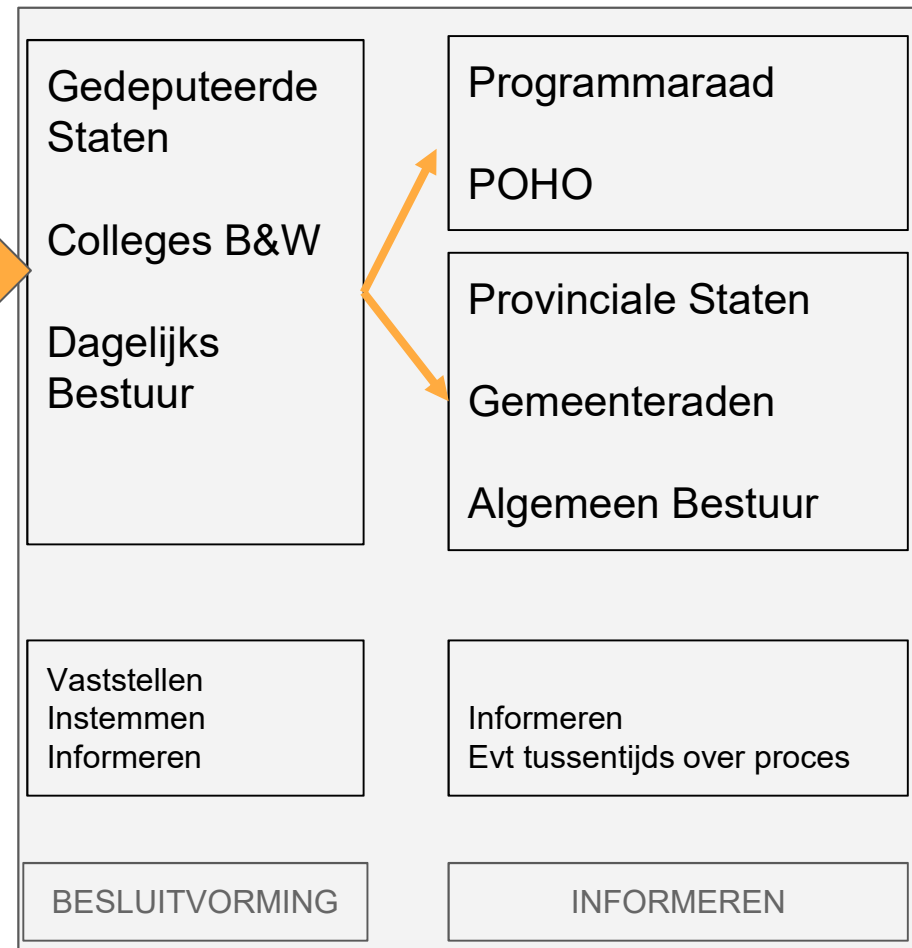 Gedeputeerde
Staten
Colleges B&W
Dagelijks
Bestuur
Programmaraad
POHO
Provinciale Staten
Gemeenteraden
Algemeen Bestuur
Vaststellen
Instemmen
Informeren
Informeren
Evt tussentijds over proces
BESLUITVORMING
INFORMEREN